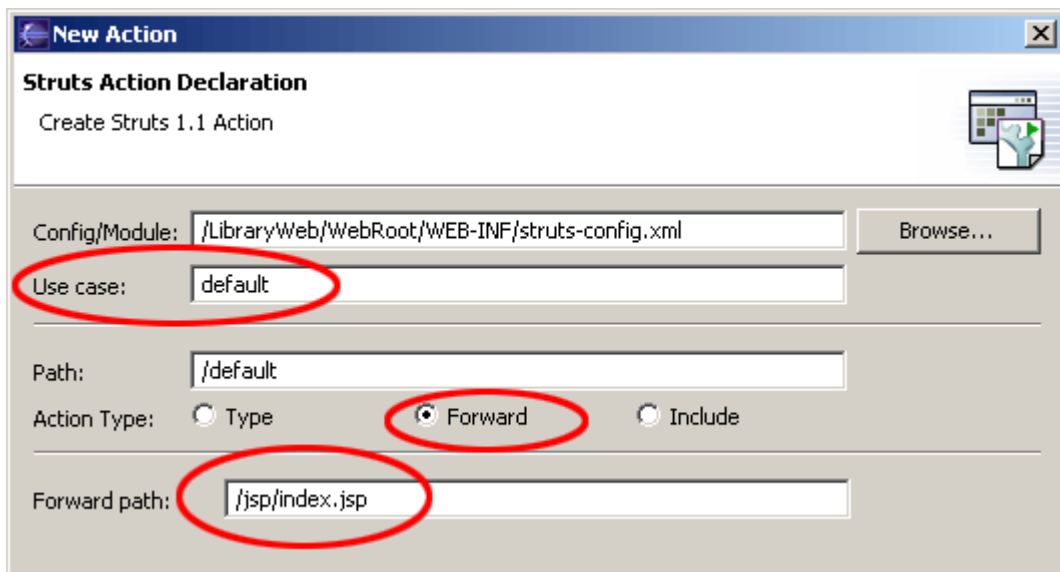 New Action
Struts Action Declaration
Create Struts 1.1 Action
Config/Module: /LibraryWeb/WebRoot/WEB-INF/struts-config.xml Browse...
Use case: default
Path: /default
Action Type: Type Forward Include
Forward path: /jsp/index.jsp